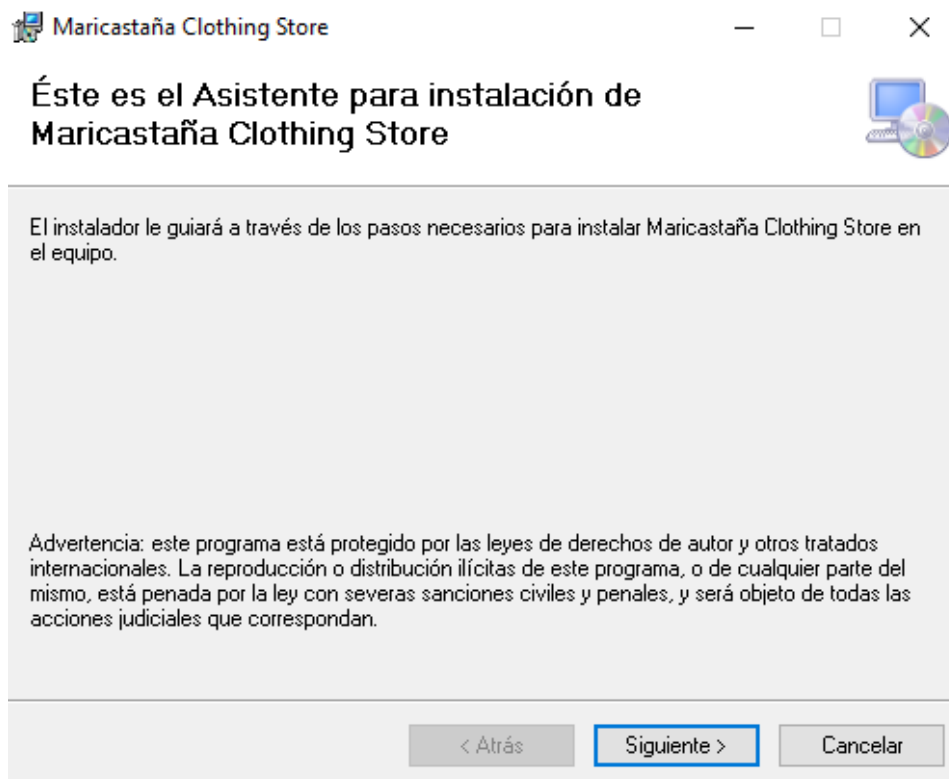 Maricastaña Clothing Store
Éste es el Asistente para instalación de
Maricastaña Clothing Store
El instalador le guiará a través de los pasos necesarios para instalar Maricastaña Clothing Store en
el equipo.
Advertencia: este programa está protegido por las leyes de derechos de autor y otros tratados
internacionales. La reproducción o distribución ilícitas de este programa, o de cualquier parte del
mismo, está penada por la ley con severas sanciones civiles y penales, y será objeto de todas las
acciones judiciales que correspondan.
< Atrás Siguiente > Cancelar